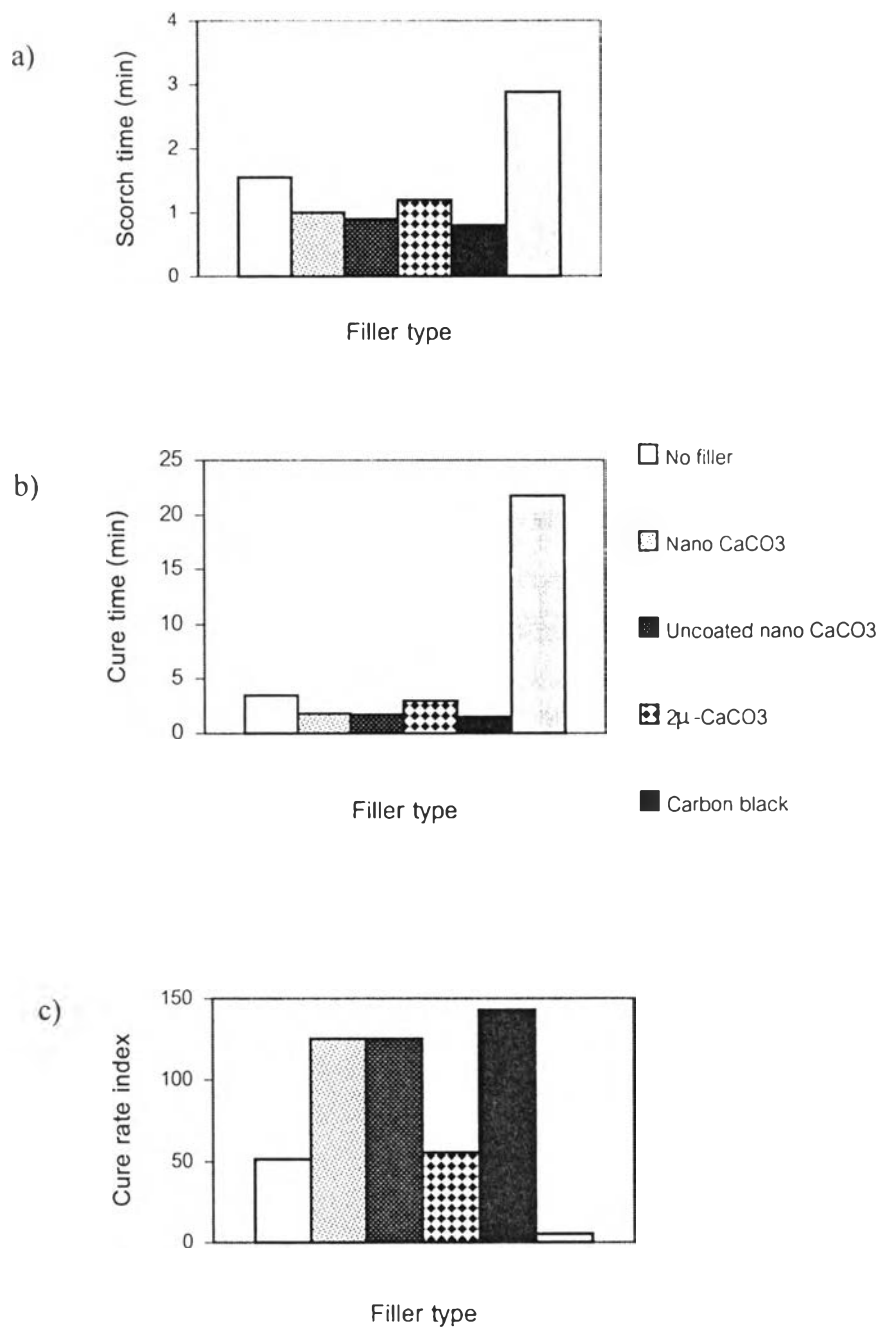 a)
Scorch time (min)
4
3
2
1
0
Filler type
b)
Cure time (min)
25
20
15
10
5
0
Filler type
No filler
Nano CaCO3
Uncoated nano CaCO3
2µ-CaCO3
Carbon black
c)
Cure rate index
150
100
50
0
Filler type